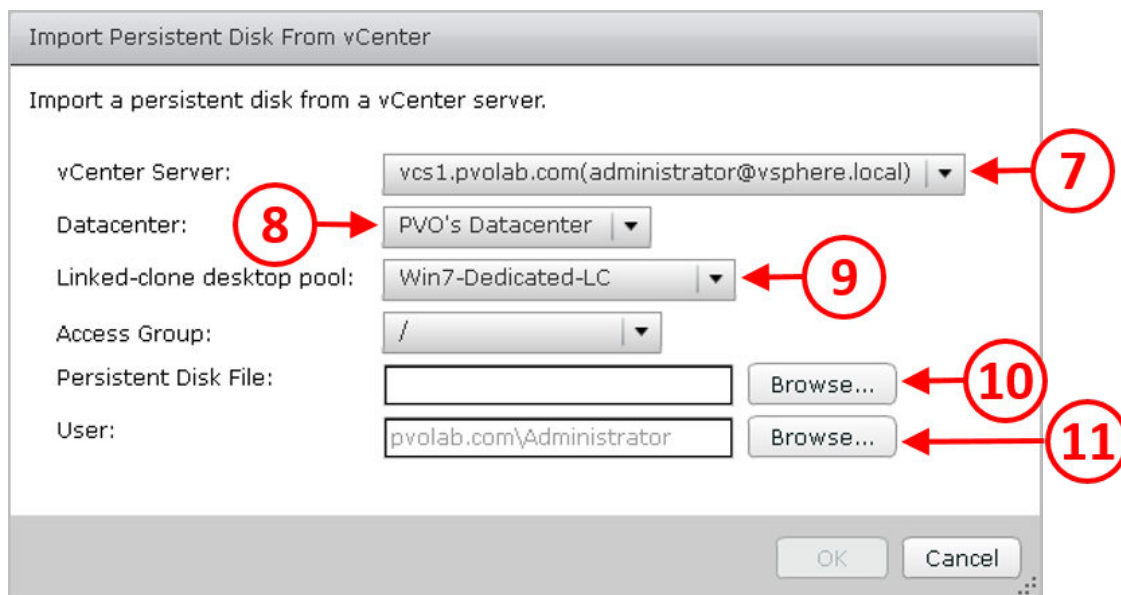 Import Persistent Disk From vCenter
Import a persistent disk from a vCenter server.
vCenter Server: vcs1.pvolab.com(administrator@vsphere.local) 7
Datacenter: 8 PVO's Datacenter
Linked-clone desktop pool: Win7-Dedicated-LC 9
Access Group: /
Persistent Disk File: Browse... 10
User: pvolab.com\Administrator Browse... 11
OK Cancel